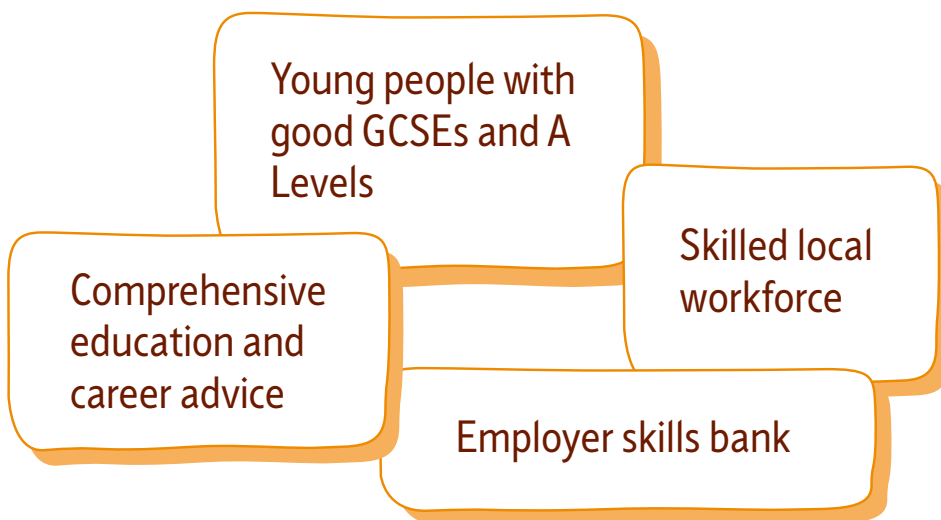 Young people with
good GCSEs and A
Levels
Skilled local
workforce
Comprehensive
education and
career advice
Employer skills bank